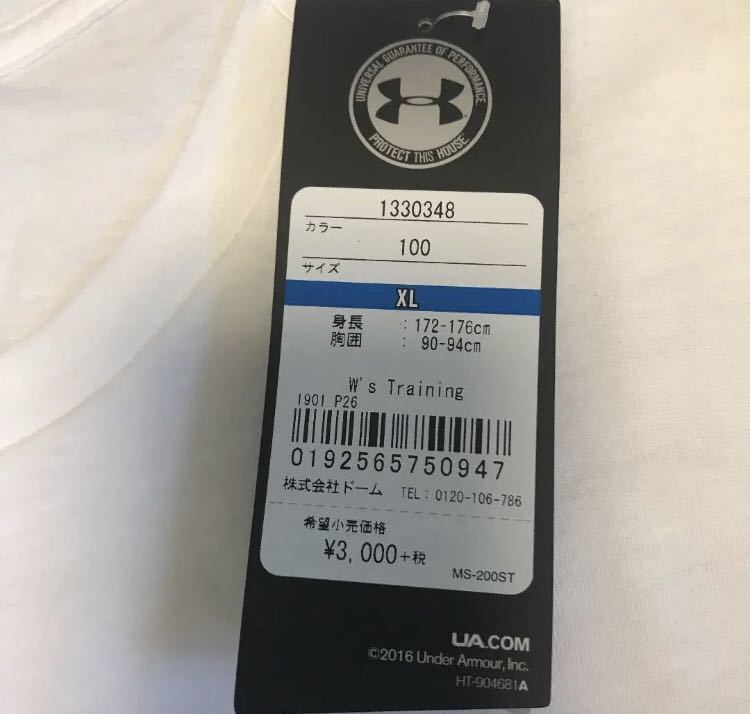 UNIVERSAL GUARANTEE OF PERFORMANCE
PROTECT THIS HOUSE
1330348
カラー
100
サイズ
XL
身長 : 172-176cm
胸囲 : 90-94cm
W's Training
1901 P26
0192565750947
株式会社ドーム TEL: 0120-106-786
希望小売価格
¥3,000+税
MS-200ST
UA.COM
©2016 Under Armour, Inc.
HT-904681A